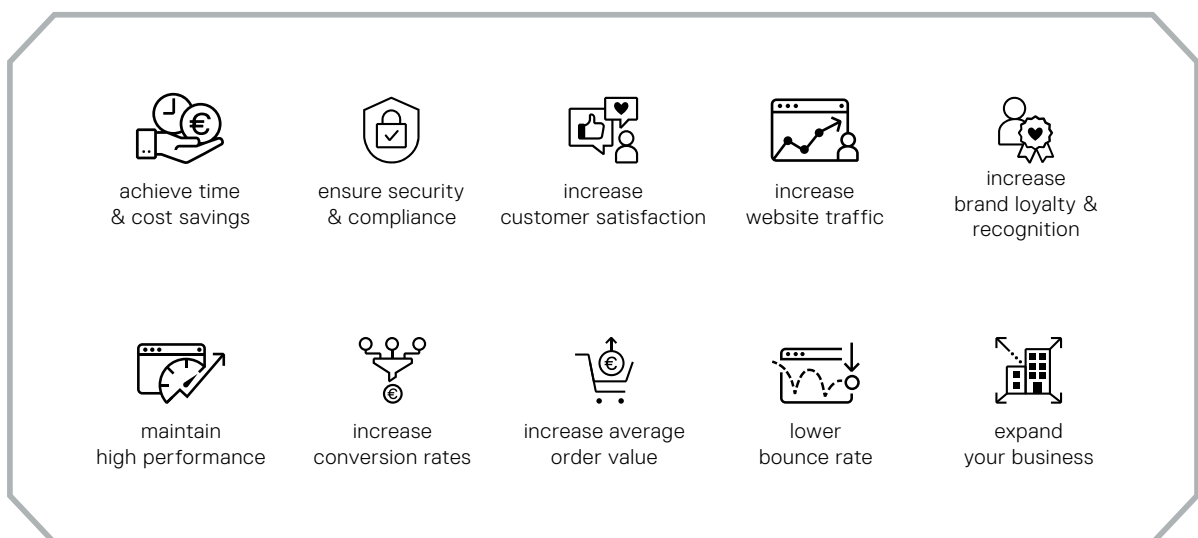 achieve time
& cost savings
ensure security
& compliance
increase
customer satisfaction
increase
website traffic
increase
brand loyalty &
recognition
maintain
high performance
increase
conversion rates
increase average
order value
lower
bounce rate
expand
your business